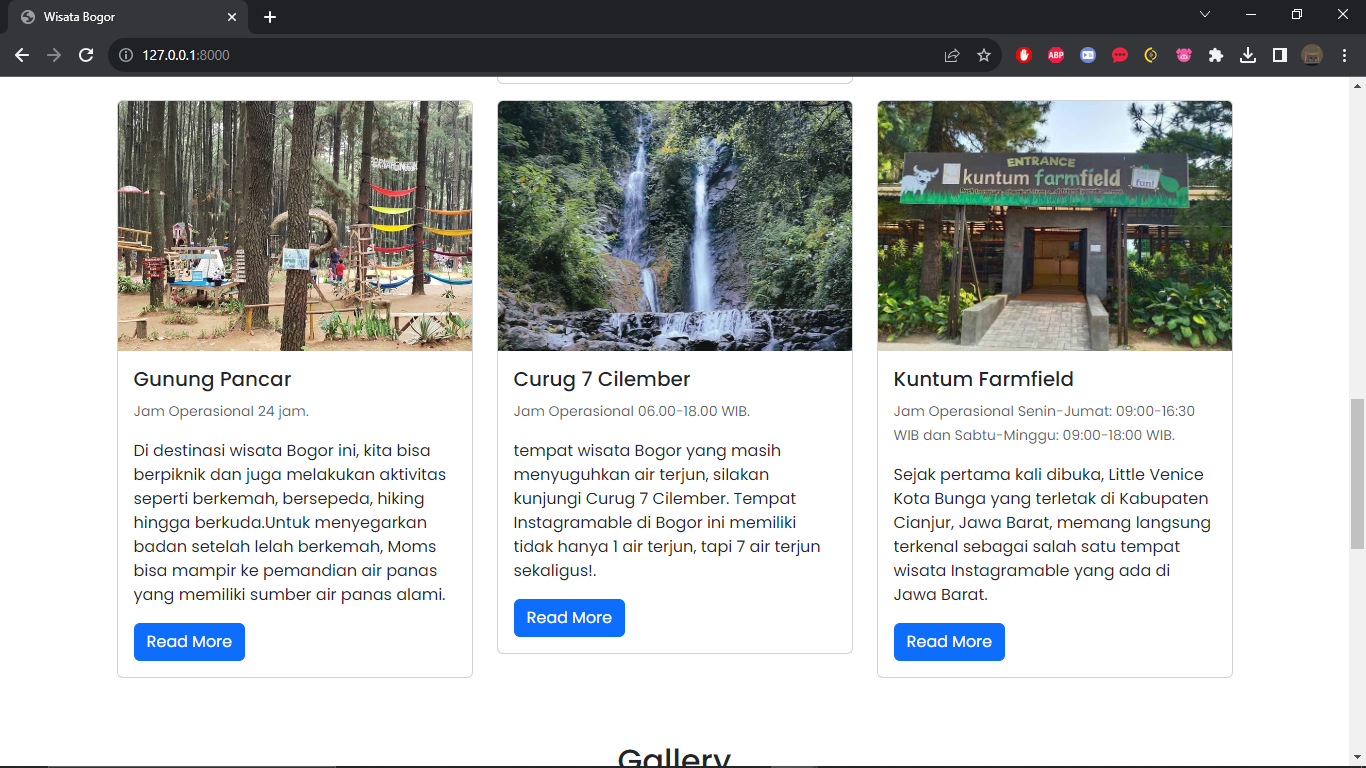 Wisata Bogor
127.0.0.1:8000
ABP
ENTRANCE
kuntum farmfield
fun!
Gunung Pancar
Jam Operasional 24 jam.
Di destinasi wisata Bogor ini, kita bisa
berpiknik dan juga melakukan aktivitas
seperti berkemah, bersepeda, hiking
hingga berkuda.Untuk menyegarkan
badan setelah lelah berkemah, Moms
bisa mampir ke pemandian air panas
yang memiliki sumber air panas alami.
Read More
Curug 7 Cilember
Jam Operasional 06.00-18.00 WIB.
tempat wisata Bogor yang masih
menyuguhkan air terjun, silakan
kunjungi Curug 7 Cilember. Tempat
Instagramable di Bogor ini memiliki
tidak hanya 1 air terjun, tapi 7 air terjun
sekaligus!.
Read More
Kuntum Farmfield
Jam Operasional Senin-Jumat: 09:00-16:30
WIB dan Sabtu-Minggu: 09:00-18:00 WIB.
Sejak pertama kali dibuka, Little Venice
Kota Bunga yang terletak di Kabupaten
Cianjur, Jawa Barat, memang langsung
terkenal sebagai salah satu tempat
wisata Instagramable yang ada di
Jawa Barat.
Read More
Gallery